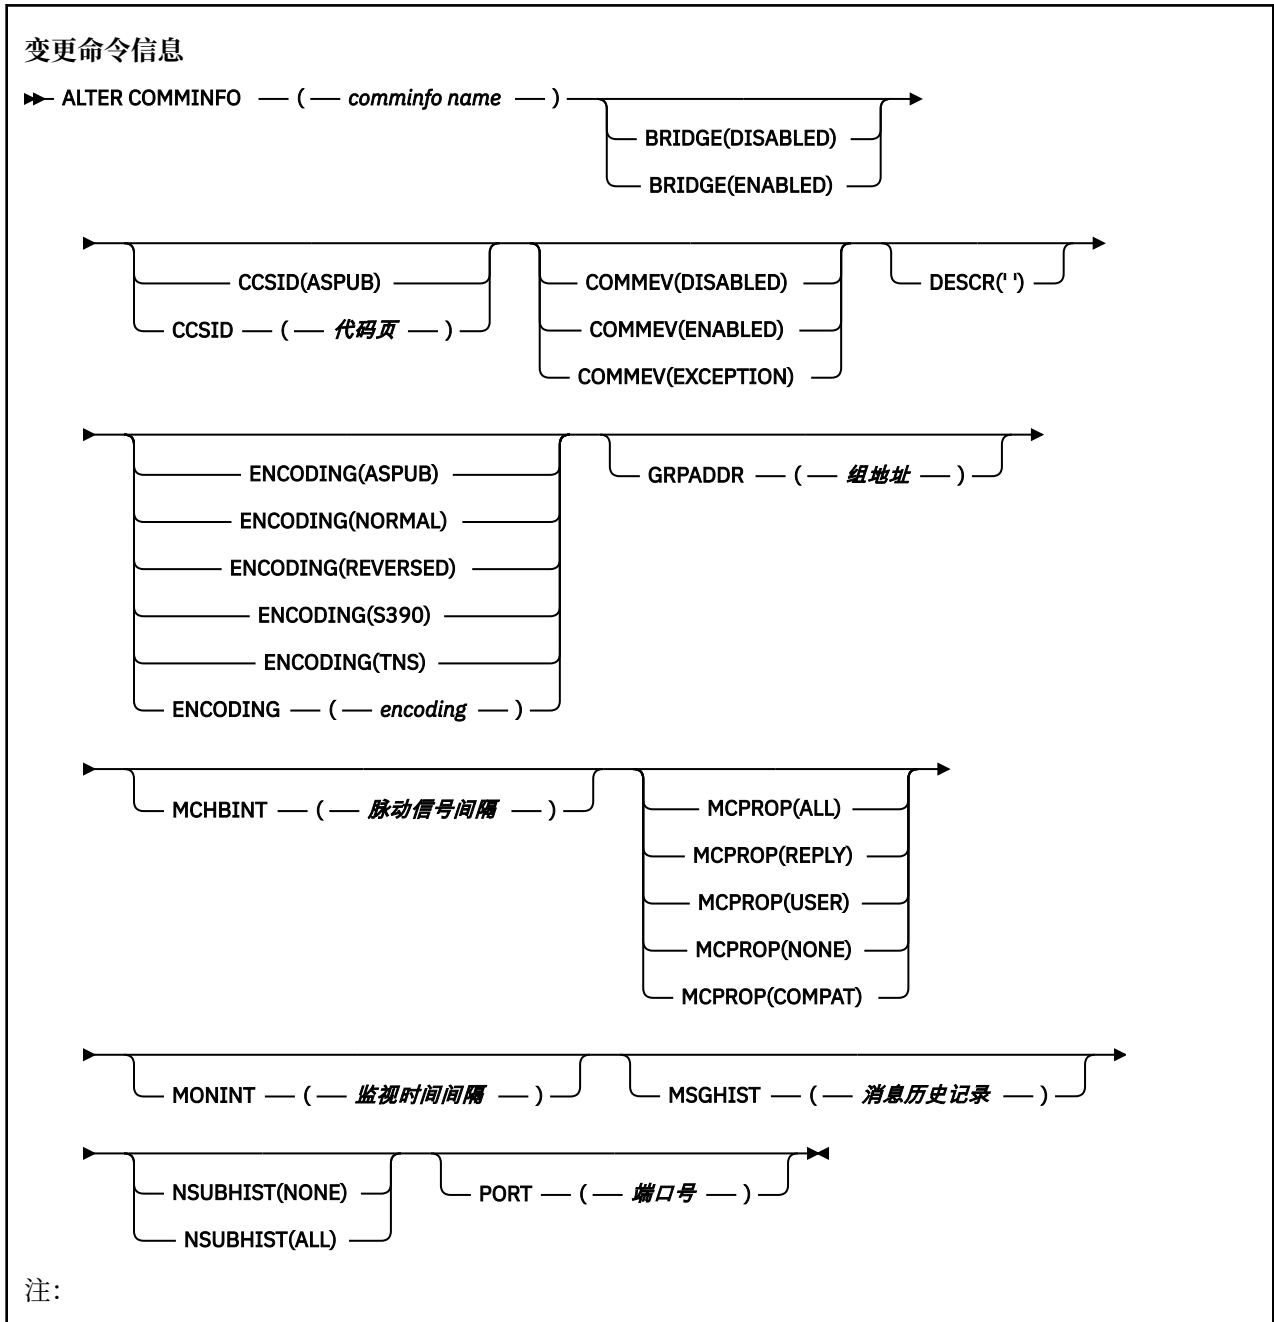 变更命令信息
ALTER COMMINFO ( comminfo name )
BRIDGE(DISABLED)
BRIDGE(ENABLED)
CCSID(ASPUB)
CCSID ( 代码页 )
COMMEV(DISABLED)
COMMEV(ENABLED)
COMMEV(EXCEPTION)
DESCR(' ')
ENCODING(ASPUB)
ENCODING(NORMAL)
ENCODING(REVERSED)
ENCODING(S390)
ENCODING(TNS)
ENCODING ( encoding )
GRPADDR ( 组地址 )
MCHBINT ( 脉动信号间隔 )
MCPROP(ALL)
MCPROP(REPLY)
MCPROP(USER)
MCPROP(NONE)
MCPROP(COMPAT)
MONINT ( 监视时间间隔 )
MSGHIST ( 消息历史记录 )
NSUBHIST(NONE)
NSUBHIST(ALL)
PORT ( 端口号 )
注：